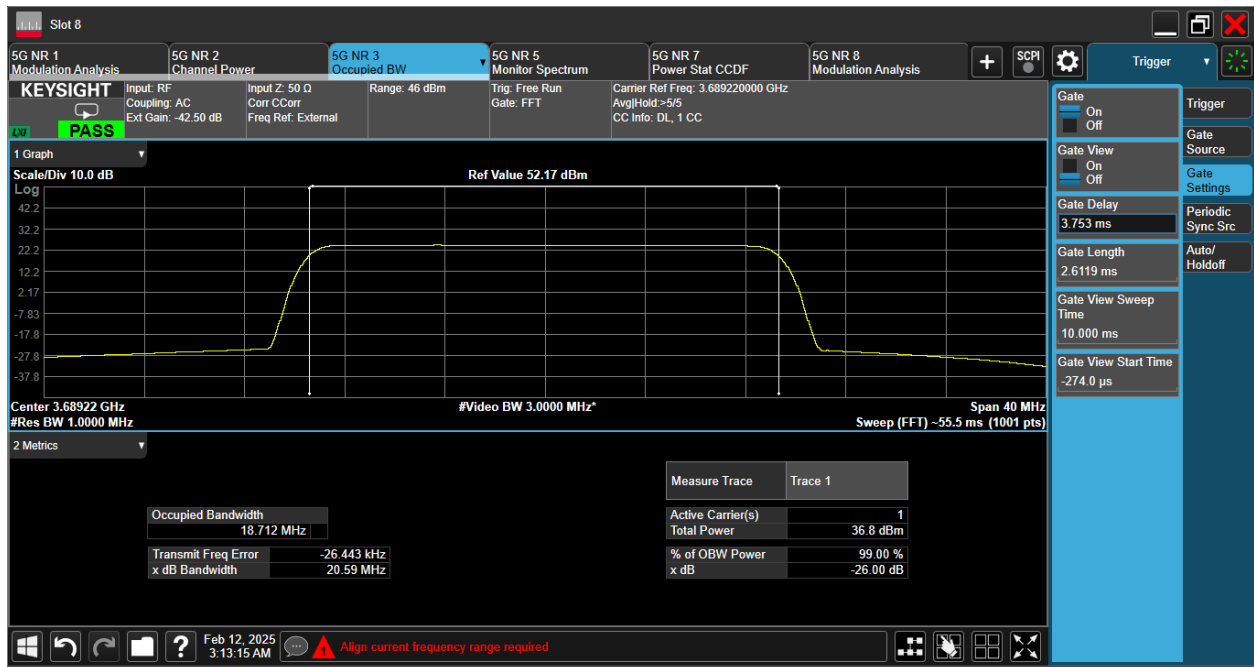 Slot 8
5G NR 1
Modulation Analysis
5G NR 2
Channel Power
5G NR 3
Occupied BW
5G NR 5
Monitor Spectrum
5G NR 7
Power Stat CCDF
5G NR 8
Modulation Analysis
+
SCPI
Trigger
KEYSIGHT
LXI
PASS
Input: RF
Coupling: AC
Ext Gain: -42.50 dB
Input Z: 50 Ω
Corr CCorr
Freq Ref: External
Range: 46 dBm
Trig: Free Run
Gate: FFT
Carrier Ref Freq: 3.689220000 GHz
Avg|Hold:>5/5
CC Info: DL, 1 CC
1 Graph
Scale/Div 10.0 dB
Ref Value 52.17 dBm
Log
42.2
32.2
22.2
12.2
2.17
-7.83
-17.8
-27.8
-37.8
Center 3.68922 GHz
#Video BW 3.0000 MHz*
Span 40 MHz
#Res BW 1.0000 MHz
Sweep (FFT) ~55.5 ms (1001 pts)
2 Metrics
Measure Trace Trace 1
Occupied Bandwidth
18.712 MHz
Active Carrier(s) 1
Total Power 36.8 dBm
Transmit Freq Error -26.443 kHz
x dB Bandwidth 20.59 MHz
% of OBW Power 99.00 %
x dB -26.00 dB
Gate
On
Off
Gate View
On
Off
Gate Delay
3.753 ms
Gate Length
2.6119 ms
Gate View Sweep
Time
10.000 ms
Gate View Start Time
-274.0 µs
Trigger
Gate
Source
Gate
Settings
Periodic
Sync Src
Auto/
Holdoff
?
Feb 12, 2025
3:13:15 AM
1
Align current frequency range required